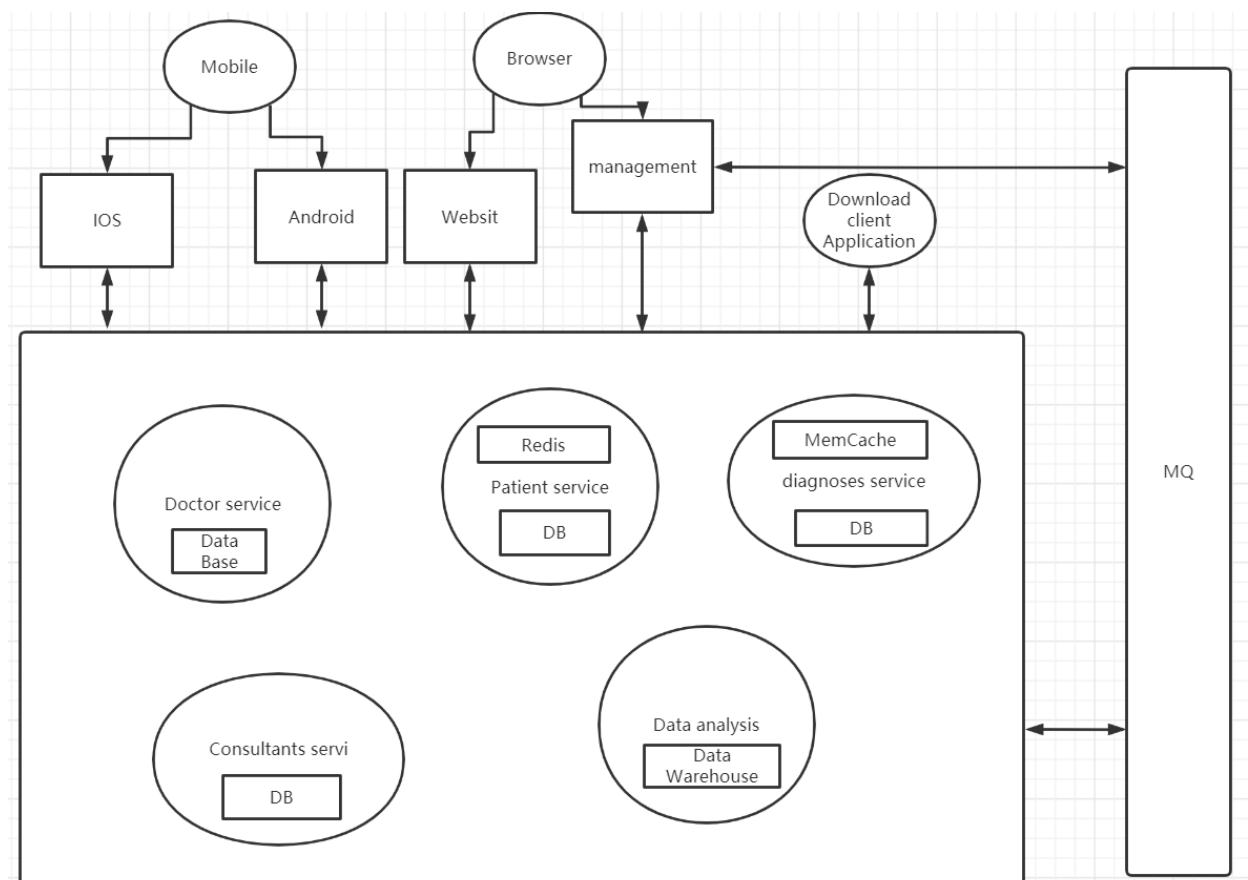 Mobile
Browser
IOS
Android
Websit
management
Download
client
Application
MQ
Doctor service
Data
Base
Redis
Patient service
DB
MemCache
diagnoses service
DB
Consultants servi
DB
Data analysis
Data
Warehouse